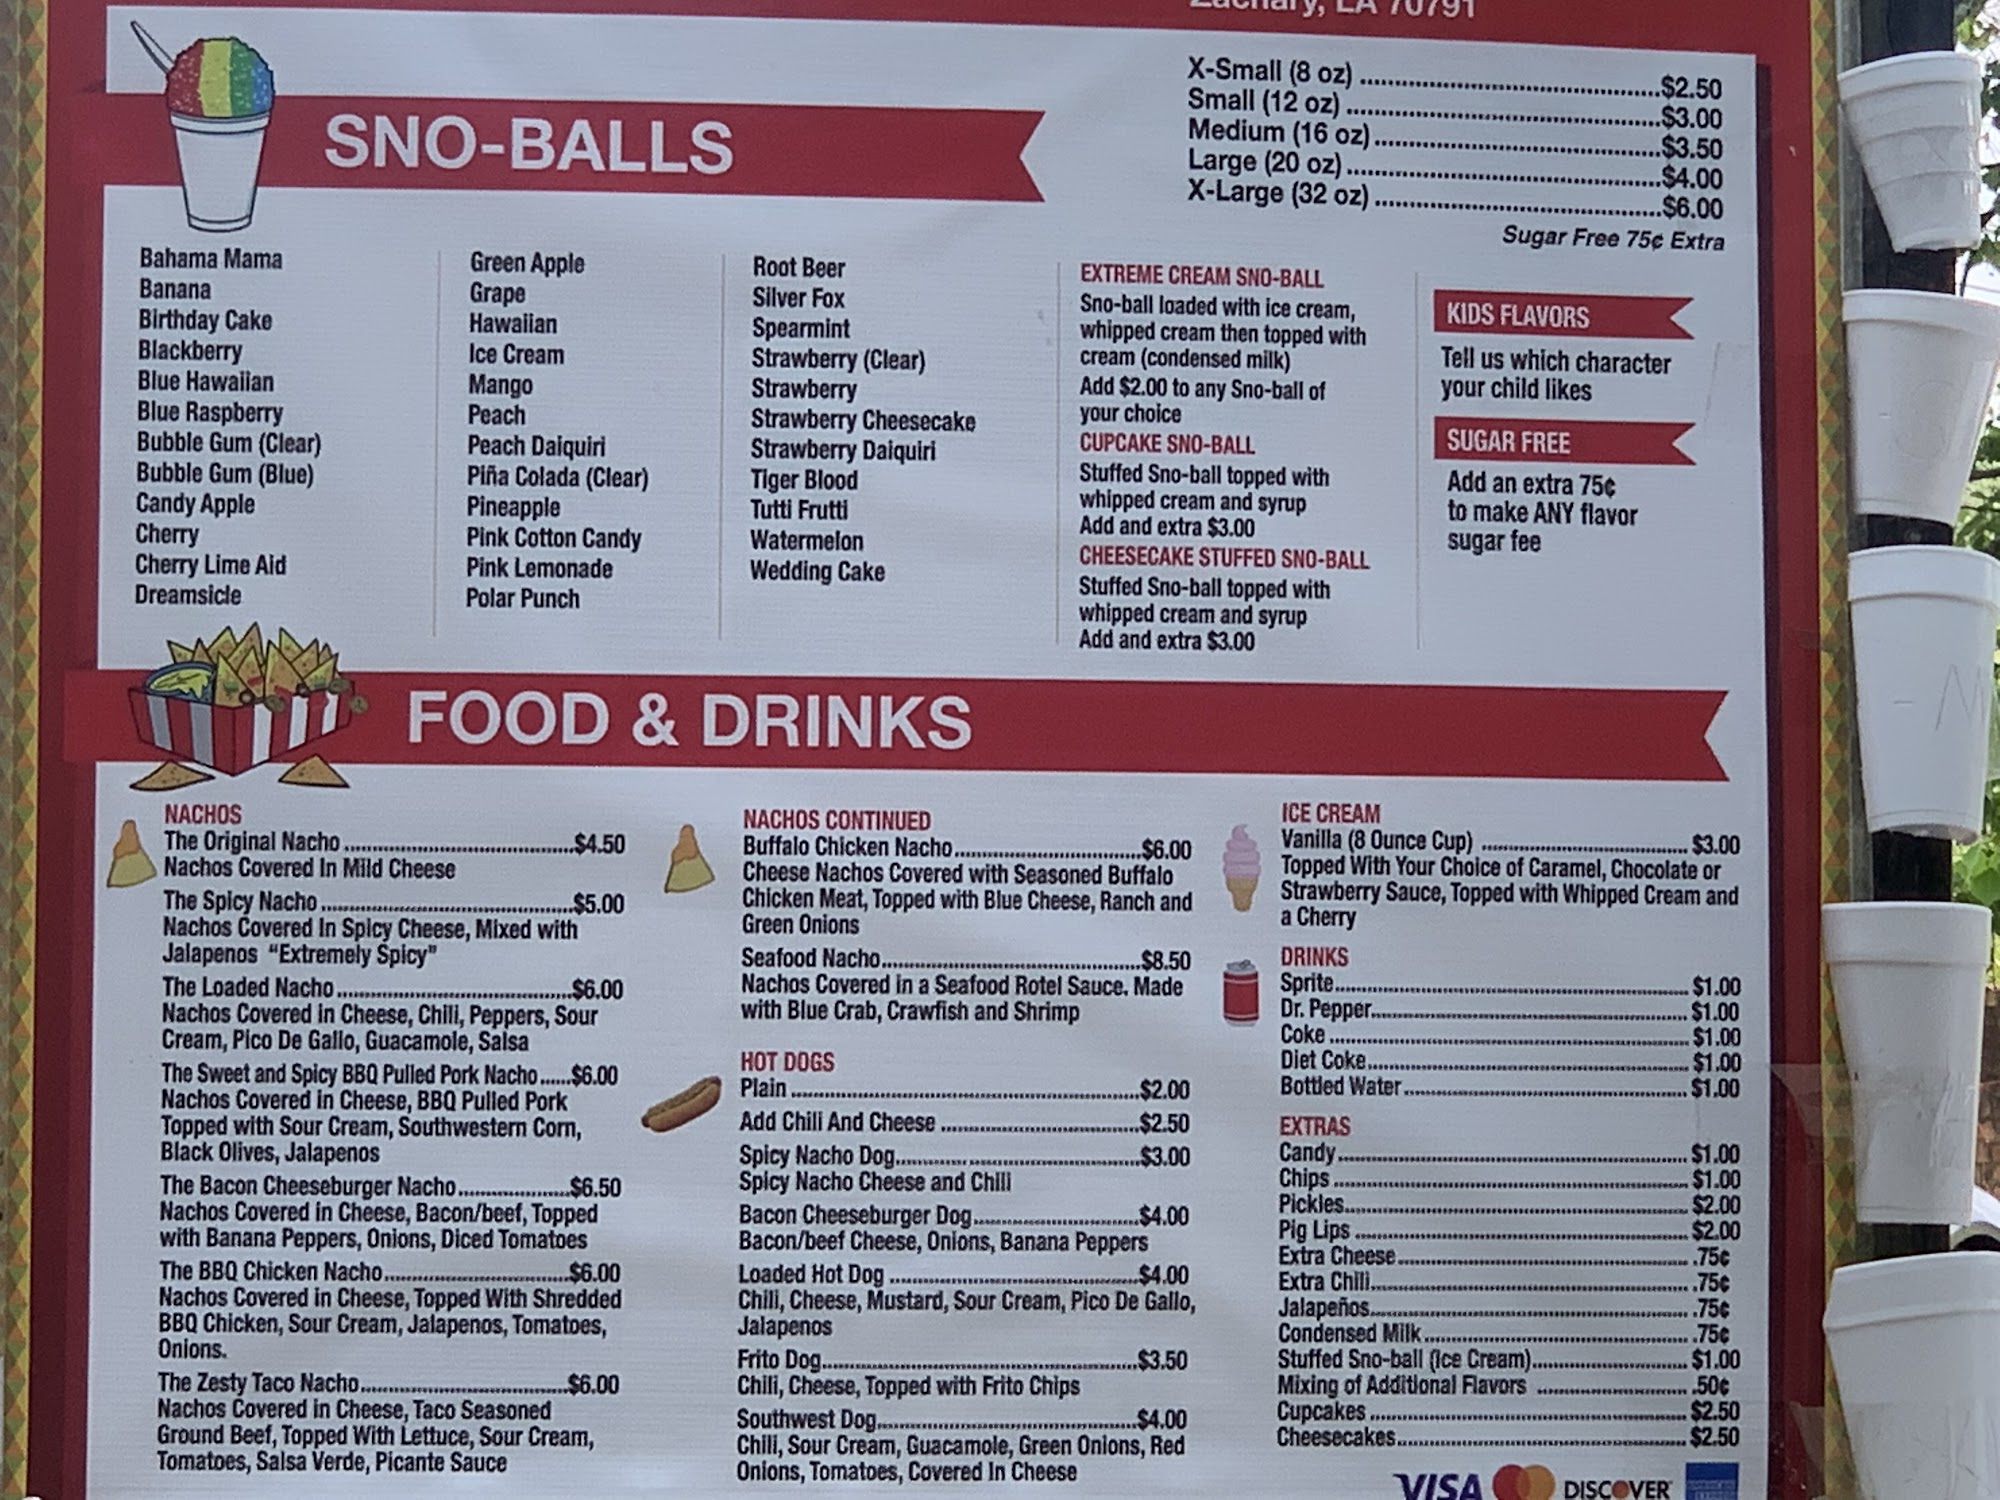 Zachary, LA 70791
SNO-BALLS
X-Small (8 oz) $2.50
Small (12 oz) $3.00
Medium (16 oz) $3.50
Large (20 oz) $4.00
X-Large (32 oz) $6.00
Sugar Free 75¢ Extra
Bahama Mama
Banana
Birthday Cake
Blackberry
Blue Hawaiian
Blue Raspberry
Bubble Gum (Clear)
Bubble Gum (Blue)
Candy Apple
Cherry
Cherry Lime Aid
Dreamsicle
Green Apple
Grape
Hawaiian
Ice Cream
Mango
Peach
Peach Daiquiri
Piña Colada (Clear)
Pineapple
Pink Cotton Candy
Pink Lemonade
Polar Punch
Root Beer
Silver Fox
Spearmint
Strawberry (Clear)
Strawberry
Strawberry Cheesecake
Strawberry Daiquiri
Tiger Blood
Tutti Frutti
Watermelon
Wedding Cake
EXTREME CREAM SNO-BALL
Sno-ball loaded with ice cream,
whipped cream then topped with
cream (condensed milk)
Add $2.00 to any Sno-ball of
your choice
CUPCAKE SNO-BALL
Stuffed Sno-ball topped with
whipped cream and syrup
Add and extra $3.00
CHEESECAKE STUFFED SNO-BALL
Stuffed Sno-ball topped with
whipped cream and syrup
Add and extra $3.00
KIDS FLAVORS
Tell us which character
your child likes
SUGAR FREE
Add an extra 75¢
to make ANY flavor
sugar fee
FOOD & DRINKS
NACHOS
The Original Nacho $4.50
Nachos Covered In Mild Cheese
The Spicy Nacho $5.00
Nachos Covered In Spicy Cheese, Mixed with
Jalapenos "Extremely Spicy"
The Loaded Nacho $6.00
Nachos Covered in Cheese, Chili, Peppers, Sour
Cream, Pico De Gallo, Guacamole, Salsa
The Sweet and Spicy BBQ Pulled Pork Nacho $6.00
Nachos Covered in Cheese, BBQ Pulled Pork
Topped with Sour Cream, Southwestern Corn,
Black Olives, Jalapenos
The Bacon Cheeseburger Nacho $6.50
Nachos Covered in Cheese, Bacon/beef, Topped
with Banana Peppers, Onions, Diced Tomatoes
The BBQ Chicken Nacho $6.00
Nachos Covered in Cheese, Topped With Shredded
BBQ Chicken, Sour Cream, Jalapenos, Tomatoes,
Onions.
The Zesty Taco Nacho $6.00
Nachos Covered in Cheese, Taco Seasoned
Ground Beef, Topped With Lettuce, Sour Cream,
Tomatoes, Salsa Verde, Picante Sauce
NACHOS CONTINUED
Buffalo Chicken Nacho $6.00
Cheese Nachos Covered with Seasoned Buffalo
Chicken Meat, Topped with Blue Cheese, Ranch and
Green Onions
Seafood Nacho $8.50
Nachos Covered in a Seafood Rotel Sauce. Made
with Blue Crab, Crawfish and Shrimp
HOT DOGS
Plain $2.00
Add Chili And Cheese $2.50
Spicy Nacho Dog $3.00
Spicy Nacho Cheese and Chili
Bacon Cheeseburger Dog $4.00
Bacon/beef Cheese, Onions, Banana Peppers
Loaded Hot Dog $4.00
Chili, Cheese, Mustard, Sour Cream, Pico De Gallo,
Jalapenos
Frito Dog $3.50
Chili, Cheese, Topped with Frito Chips
Southwest Dog $4.00
Chili, Sour Cream, Guacamole, Green Onions, Red
Onions, Tomatoes, Covered In Cheese
ICE CREAM
Vanilla (8 Ounce Cup) $3.00
Topped With Your Choice of Caramel, Chocolate or
Strawberry Sauce, Topped with Whipped Cream and
a Cherry
DRINKS
Sprite $1.00
Dr. Pepper $1.00
Coke $1.00
Diet Coke $1.00
Bottled Water $1.00
EXTRAS
Candy $1.00
Chips $1.00
Pickles $2.00
Pig Lips $2.00
Extra Cheese .75¢
Extra Chili .75¢
Jalapeños .75¢
Condensed Milk .75¢
Stuffed Sno-ball (Ice Cream) $1.00
Mixing of Additional Flavors .50¢
Cupcakes $2.50
Cheesecakes $2.50
VISA DISCOVER